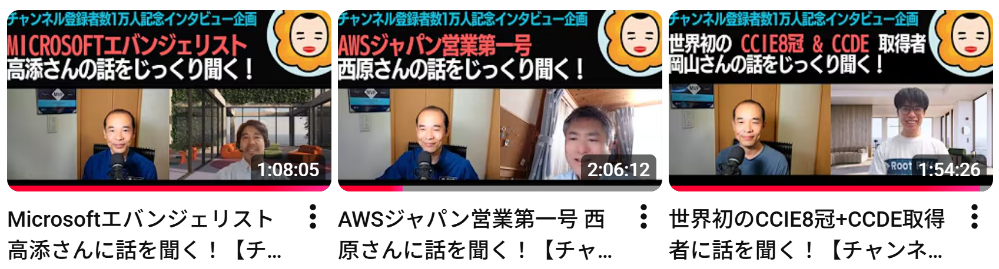 チャンネル登録者数1万人記念インタビュー企画
MICROSOFTエバンジェリスト
高添さんの話をじっくり聞く！
MVP
1:08:05
Microsoftエバンジェリスト
高添さんに話を聞く！【チ...
チャンネル登録者数1万人記念インタビュー企画
AWSジャパン営業第一号
西原さんの話をじっくり聞く！
MVP
2:06:12
AWSジャパン営業第一号 西
原さんに話を聞く！【チャ...
チャンネル登録者数1万人記念インタビュー企画
世界初の CCIE8冠 & CCDE 取得者
岡山さんの話をじっくり聞く！
MVP
Root
1:54:26
世界初のCCIE8冠+CCDE取得
者に話を聞く！【チャンネ...